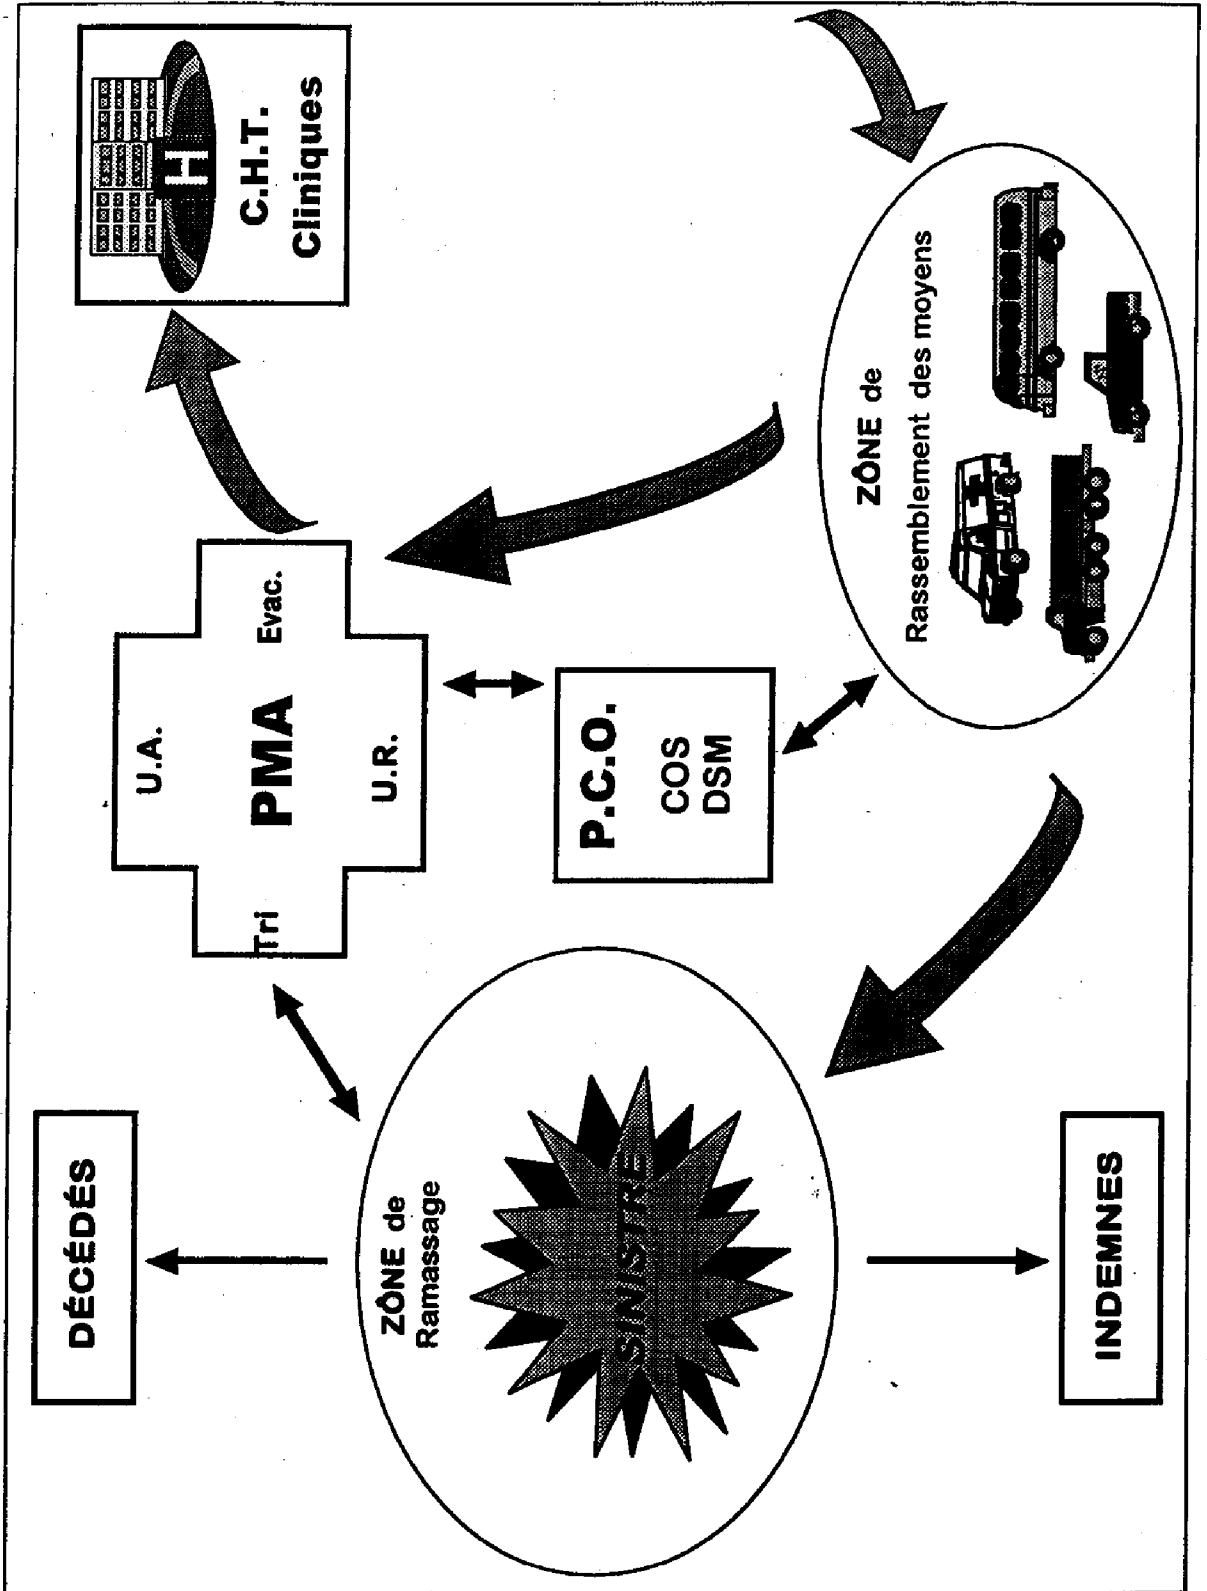 DÉCÉDÉS
ZÔNE de
Ramassage
SINISTRE
INDEMNES
Tri
U.A.
PMA
U.R.
Evac.
P.C.O.
COS
DSM
H
C.H.T.
Cliniques
ZÔNE de
Rassemblement des moyens